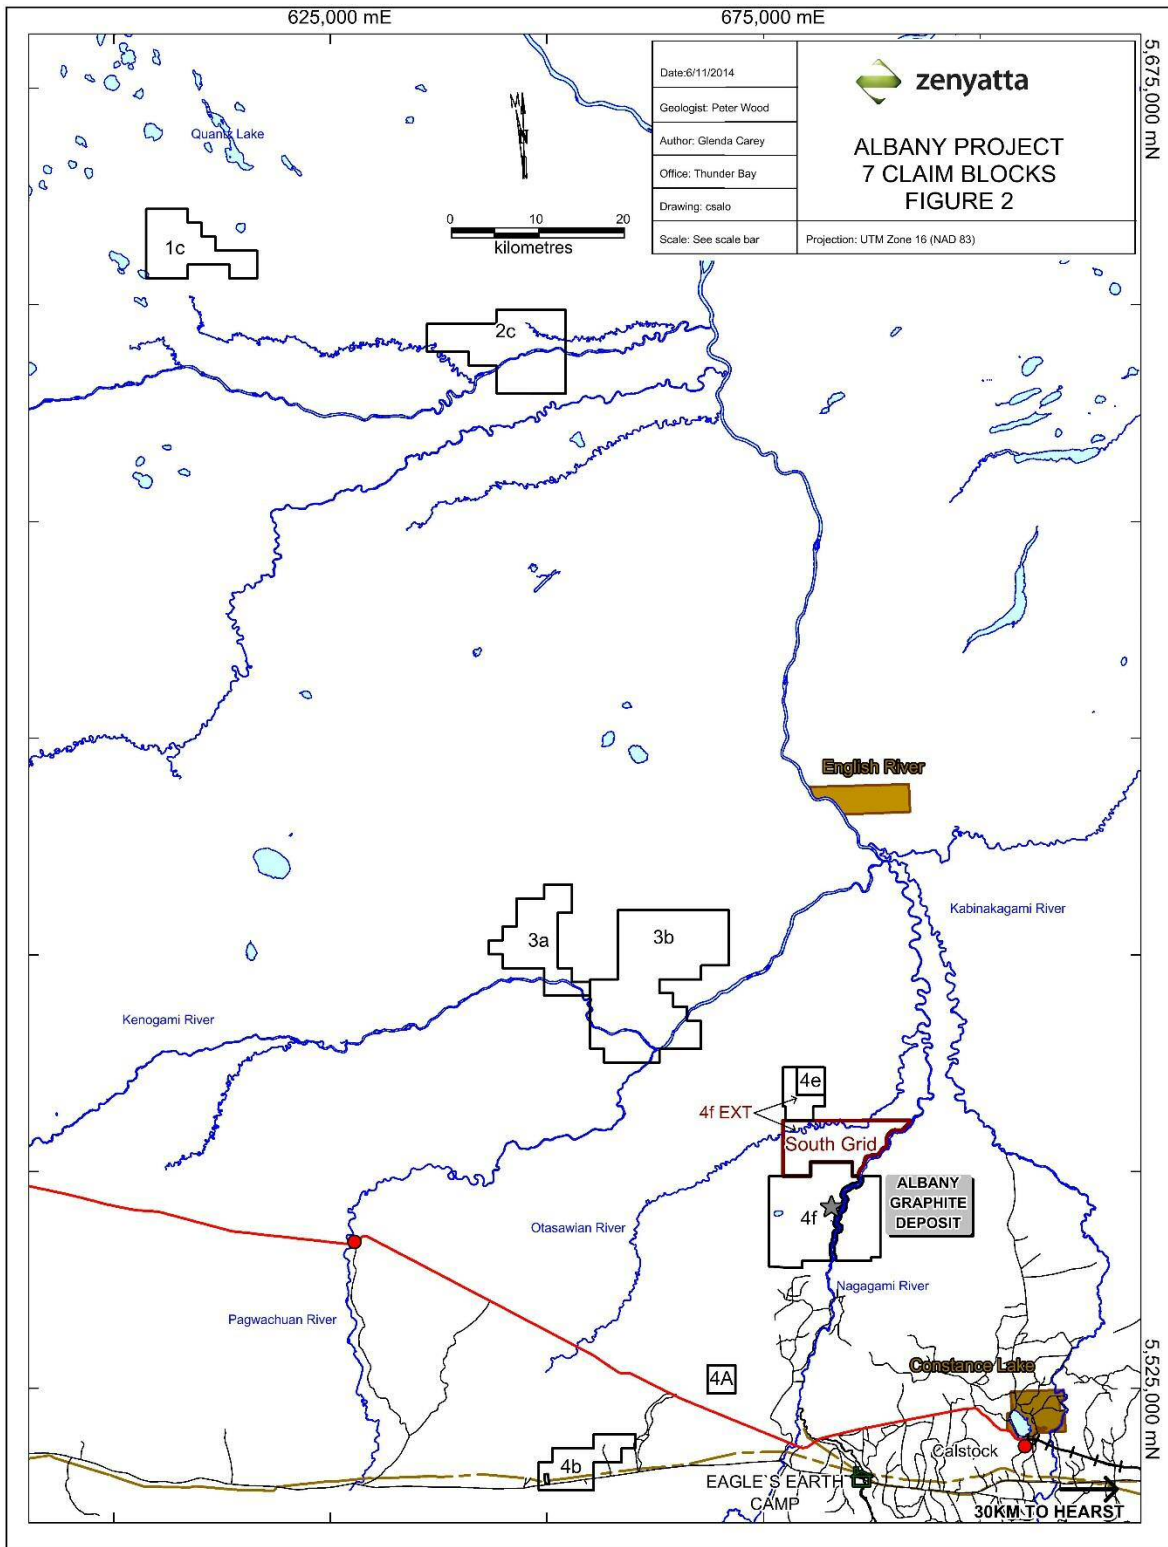 625,000 mE
675,000 mE
5,675,000 mN
Date:6/11/2014
Geologist: Peter Wood
Author: Glenda Carey
Office: Thunder Bay
Drawing: csalo
Scale: See scale bar
zenyatta
ALBANY PROJECT
7 CLAIM BLOCKS
FIGURE 2
Projection: UTM Zone 16 (NAD 83)
M
N
0 10 20
kilometres
Quantz Lake
1c
2c
English River
Kabinakagami River
3a
3b
Kenogami River
4e
4f EXT
South Grid
ALBANY
GRAPHITE
DEPOSIT
4f
Otasawian River
Nagagami River
Pagwachuan River
5,525,000 mN
Constance Lake
4A
Calstock
4b
EAGLE`S EARTH
CAMP
30KM TO HEARST